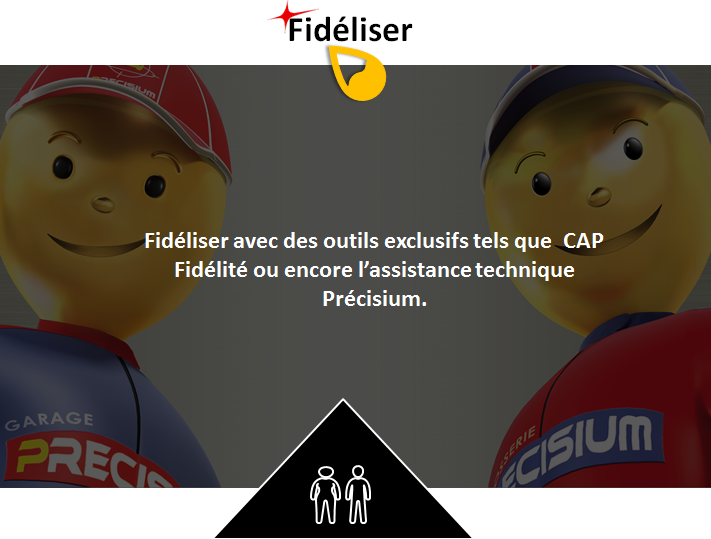 Fidéliser
PRECISIUM
Fidéliser avec des outils exclusifs tels que  CAP
Fidélité ou encore l’assistance technique
Précisium.
GARAGE
PRECIS
SSERIE
ECISIUM